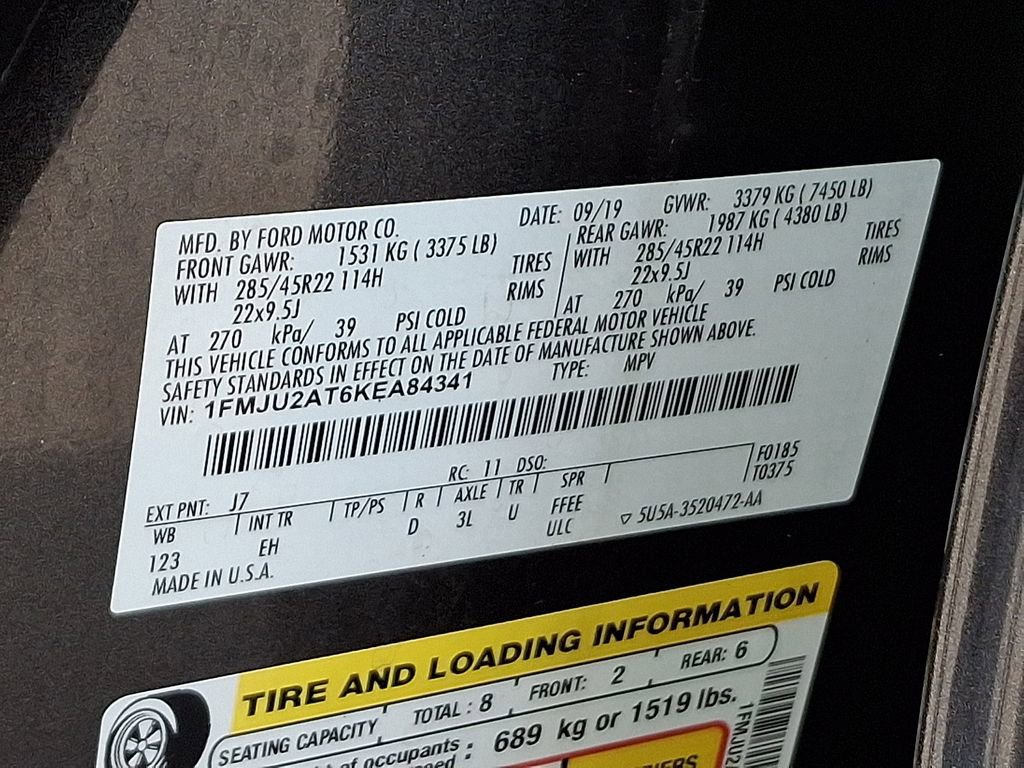 MFD. BY FORD MOTOR CO. DATE: 09/19 GVWR: 3379 KG ( 7450 LB)
FRONT GAWR: 1531 KG ( 3375 LB) REAR GAWR: 1987 KG ( 4380 LB)
WITH 285/45R22 114H TIRES WITH 285/45R22 114H TIRES
22x9.5J RIMS 22x9.5J RIMS
AT 270 kPa/ 39 PSI COLD AT 270 kPa/ 39 PSI COLD
THIS VEHICLE CONFORMS TO ALL APPLICABLE FEDERAL MOTOR VEHICLE
SAFETY STANDARDS IN EFFECT ON THE DATE OF MANUFACTURE SHOWN ABOVE.
VIN: 1FMJU2AT6KEA84341 TYPE: MPV
EXT PNT: J7 RC: 11 DSO: F0185
WB INT TR TP/PS R AXLE TR SPR T0375
123 EH D 3L U FFEE
ULC 5U5A-3520472-AA
MADE IN U.S.A.
TIRE AND LOADING INFORMATION
SEATING CAPACITY TOTAL : 8 FRONT: 2 REAR: 6
of occupants : 689 kg or 1519 lbs.
1FMJU2